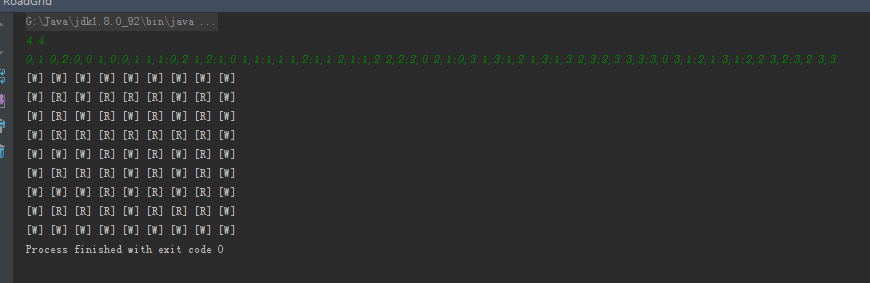 RoadGrid
G:\Java\jdk1.8.0_92\bin\java ...
4 4
0,1 0,2;0,0 1,0;0,1 1,1;0,2 1,2;1,0 1,1;1,1 1,2;1,1 2,1;1,2 2,2;2,0 2,1;0,3 1,3;1,2 1,3;1,3 2,3;2,3 3,3;3,0 3,1;2,1 3,1;2,2 3,2;3,2 3,3
[W] [W] [W] [W] [W] [W] [W] [W] [W]
[W] [R] [W] [R] [R] [R] [W] [R] [W]
[W] [R] [W] [R] [W] [R] [W] [R] [W]
[W] [R] [R] [R] [R] [R] [R] [R] [W]
[W] [W] [W] [R] [W] [R] [W] [R] [W]
[W] [R] [R] [R] [W] [R] [W] [R] [W]
[W] [W] [W] [R] [W] [R] [W] [R] [W]
[W] [R] [R] [R] [W] [R] [R] [R] [W]
[W] [W] [W] [W] [W] [W] [W] [W] [W]
Process finished with exit code 0